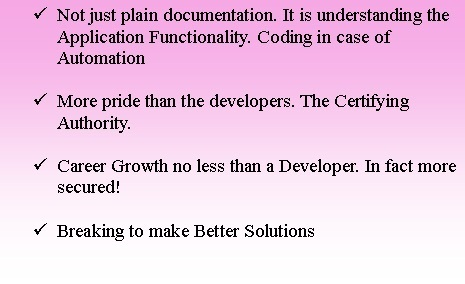 ✓ Not just plain documentation. It is understanding the
Application Functionality. Coding in case of
Automation
✓ More pride than the developers. The Certifying
Authority.
✓ Career Growth no less than a Developer. In fact more
secured!
✓ Breaking to make Better Solutions